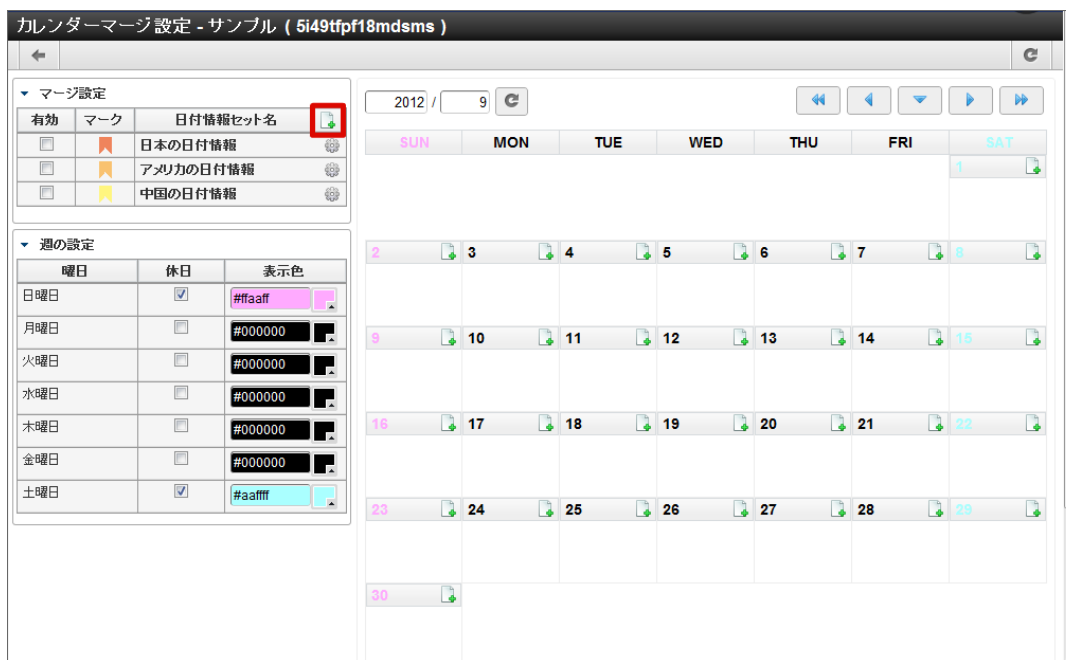 カレンダーマージ設定 - サンプル ( 5i49tfpf18mdsms )
マージ設定
有効 マーク 日付情報セット名
日本の日付情報
アメリカの日付情報
中国の日付情報
週の設定
曜日 休日 表示色
日曜日 #ffaaff
月曜日 #000000
火曜日 #000000
水曜日 #000000
木曜日 #000000
金曜日 #000000
土曜日 #aaffff
2012 / 9
SUN MON TUE WED THU FRI SAT
1
2 3 4 5 6 7 8
9 10 11 12 13 14 15
16 17 18 19 20 21 22
23 24 25 26 27 28 29
30